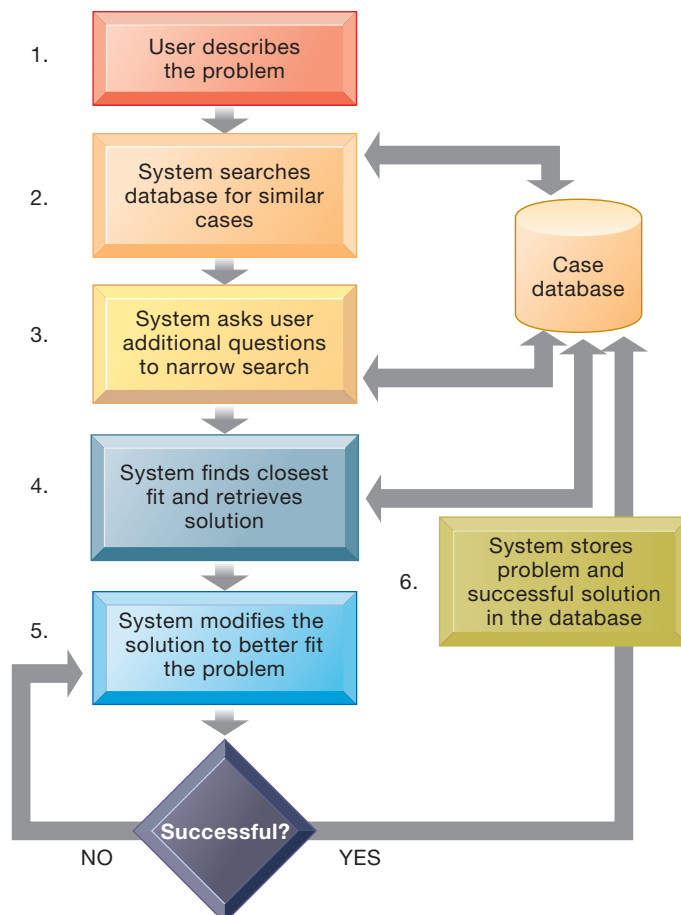 1.
User describes
the problem
2.
System searches
database for similar
cases
Case
database
3.
System asks user
additional questions
to narrow search
4.
System finds closest
fit and retrieves
solution
5.
System modifies the
solution to better fit
the problem
6.
System stores
problem and
successful solution
in the database
Successful?
NO
YES